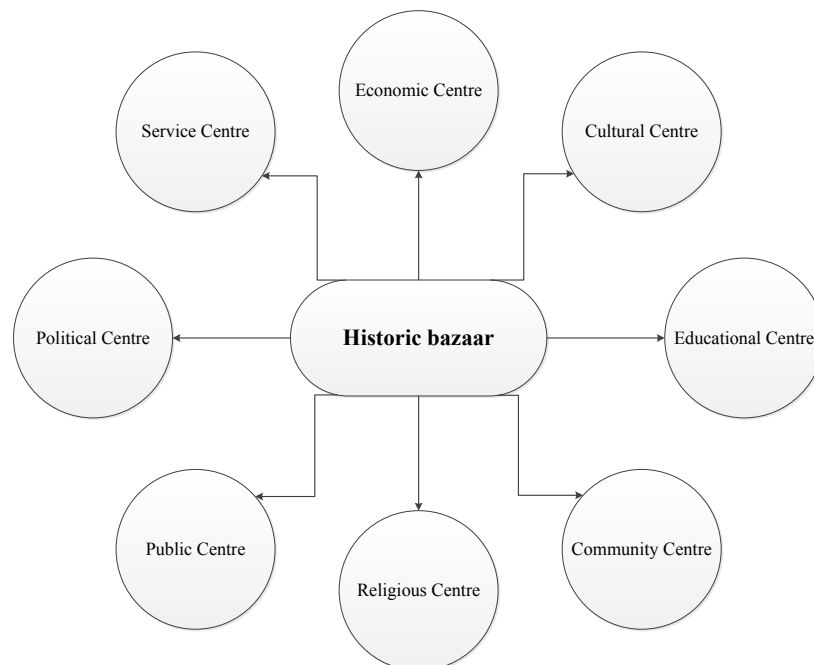 Economic Centre
Service Centre
Cultural Centre
Political Centre
Historic bazaar
Educational Centre
Public Centre
Community Centre
Religious Centre